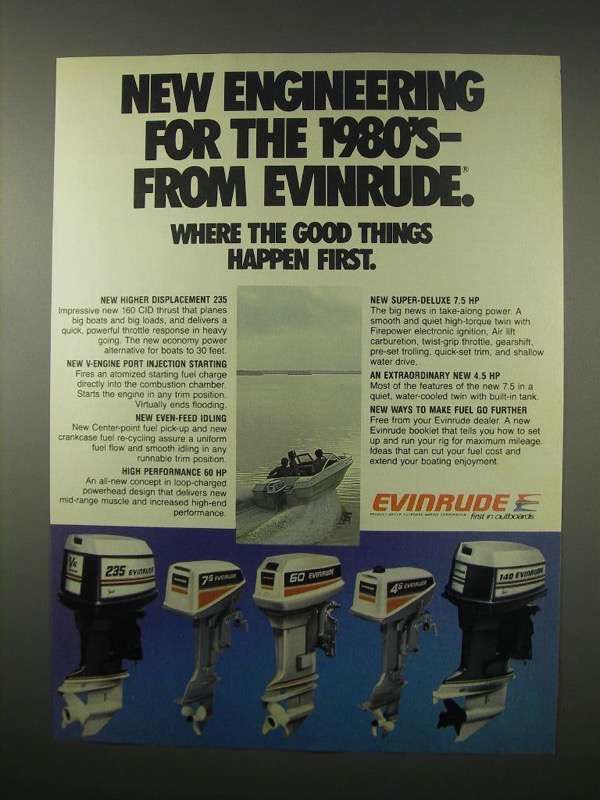 NEW ENGINEERING
FOR THE 1980'S–
FROM EVINRUDE.®
WHERE THE GOOD THINGS
HAPPEN FIRST.
NEW HIGHER DISPLACEMENT 235
Impressive new 160 CID thrust that planes
big boats and big loads, and delivers a
quick, powerful throttle response in heavy
going. The new economy power
alternative for boats to 30 feet.
NEW V-ENGINE PORT INJECTION STARTING
Fires an atomized starting fuel charge
directly into the combustion chamber.
Starts the engine in any trim position.
Virtually ends flooding.
NEW EVEN-FEED IDLING
New Center-point fuel pick-up and new
crankcase fuel re-cycling assure a uniform
fuel flow and smooth idling in any
runnable trim position.
HIGH PERFORMANCE 60 HP
An all-new concept in loop-charged
powerhead design that delivers new
mid-range muscle and increased high-end
performance.
NEW SUPER-DELUXE 7.5 HP
The big news in take-along power. A
smooth and quiet high-torque twin with
Firepower electronic ignition, Air lift
carburetion, twist-grip throttle, gearshift,
pre-set trolling, quick-set trim, and shallow
water drive.
AN EXTRAORDINARY NEW 4.5 HP
Most of the features of the new 7.5 in a
quiet, water-cooled twin with built-in tank.
NEW WAYS TO MAKE FUEL GO FURTHER
Free from your Evinrude dealer. A new
Evinrude booklet that tells you how to set
up and run your rig for maximum mileage.
Ideas that can cut your fuel cost and
extend your boating enjoyment.
EVINRUDE
first in outboards
V6 235 EVINRUDE
75 EVINRUDE
60 EVINRUDE
45 EVINRUDE
140 EVINRUDE